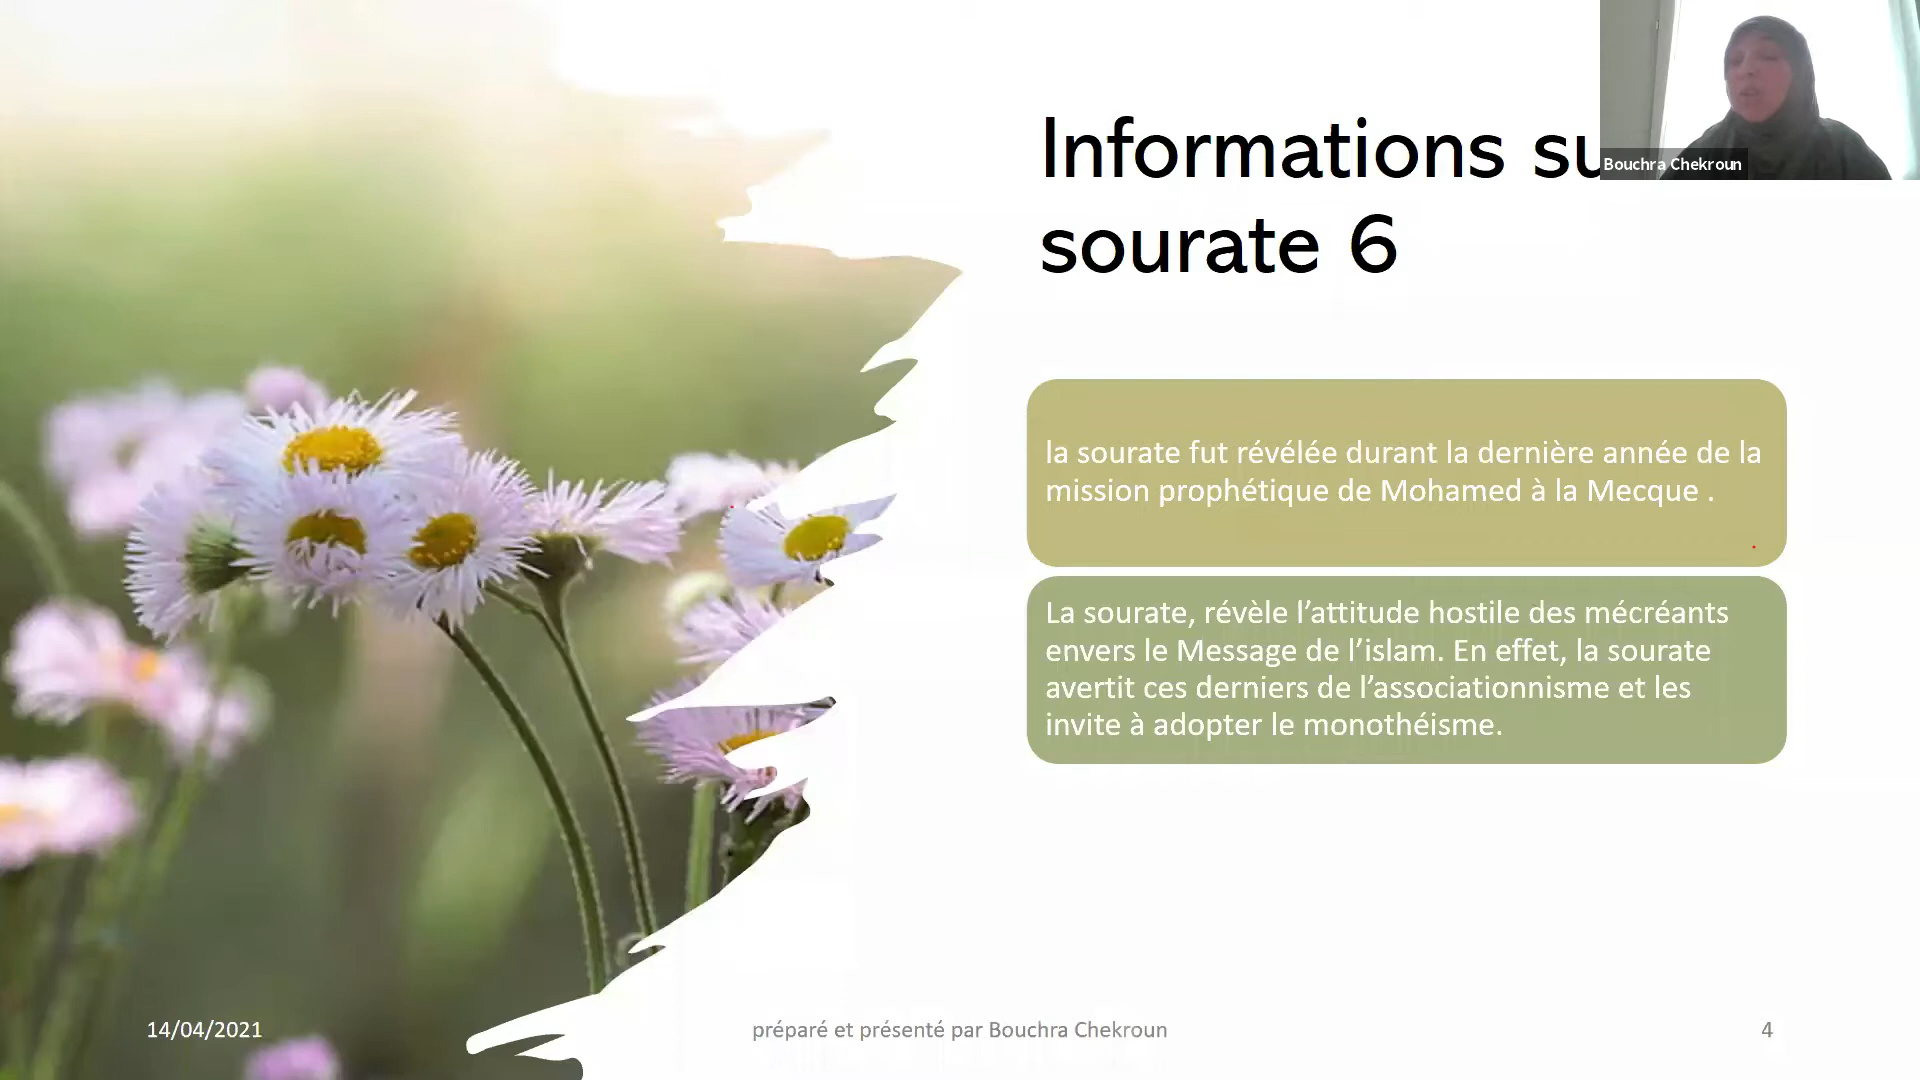 Informations su
sourate 6
Bouchra Chekroun
la sourate fut révélée durant la dernière année de la
mission prophétique de Mohamed à la Mecque .
La sourate, révèle l’attitude hostile des mécréants
envers le Message de l’islam. En effet, la sourate
avertit ces derniers de l’associationnisme et les
invite à adopter le monothéisme.
14/04/2021
préparé et présenté par Bouchra Chekroun
4